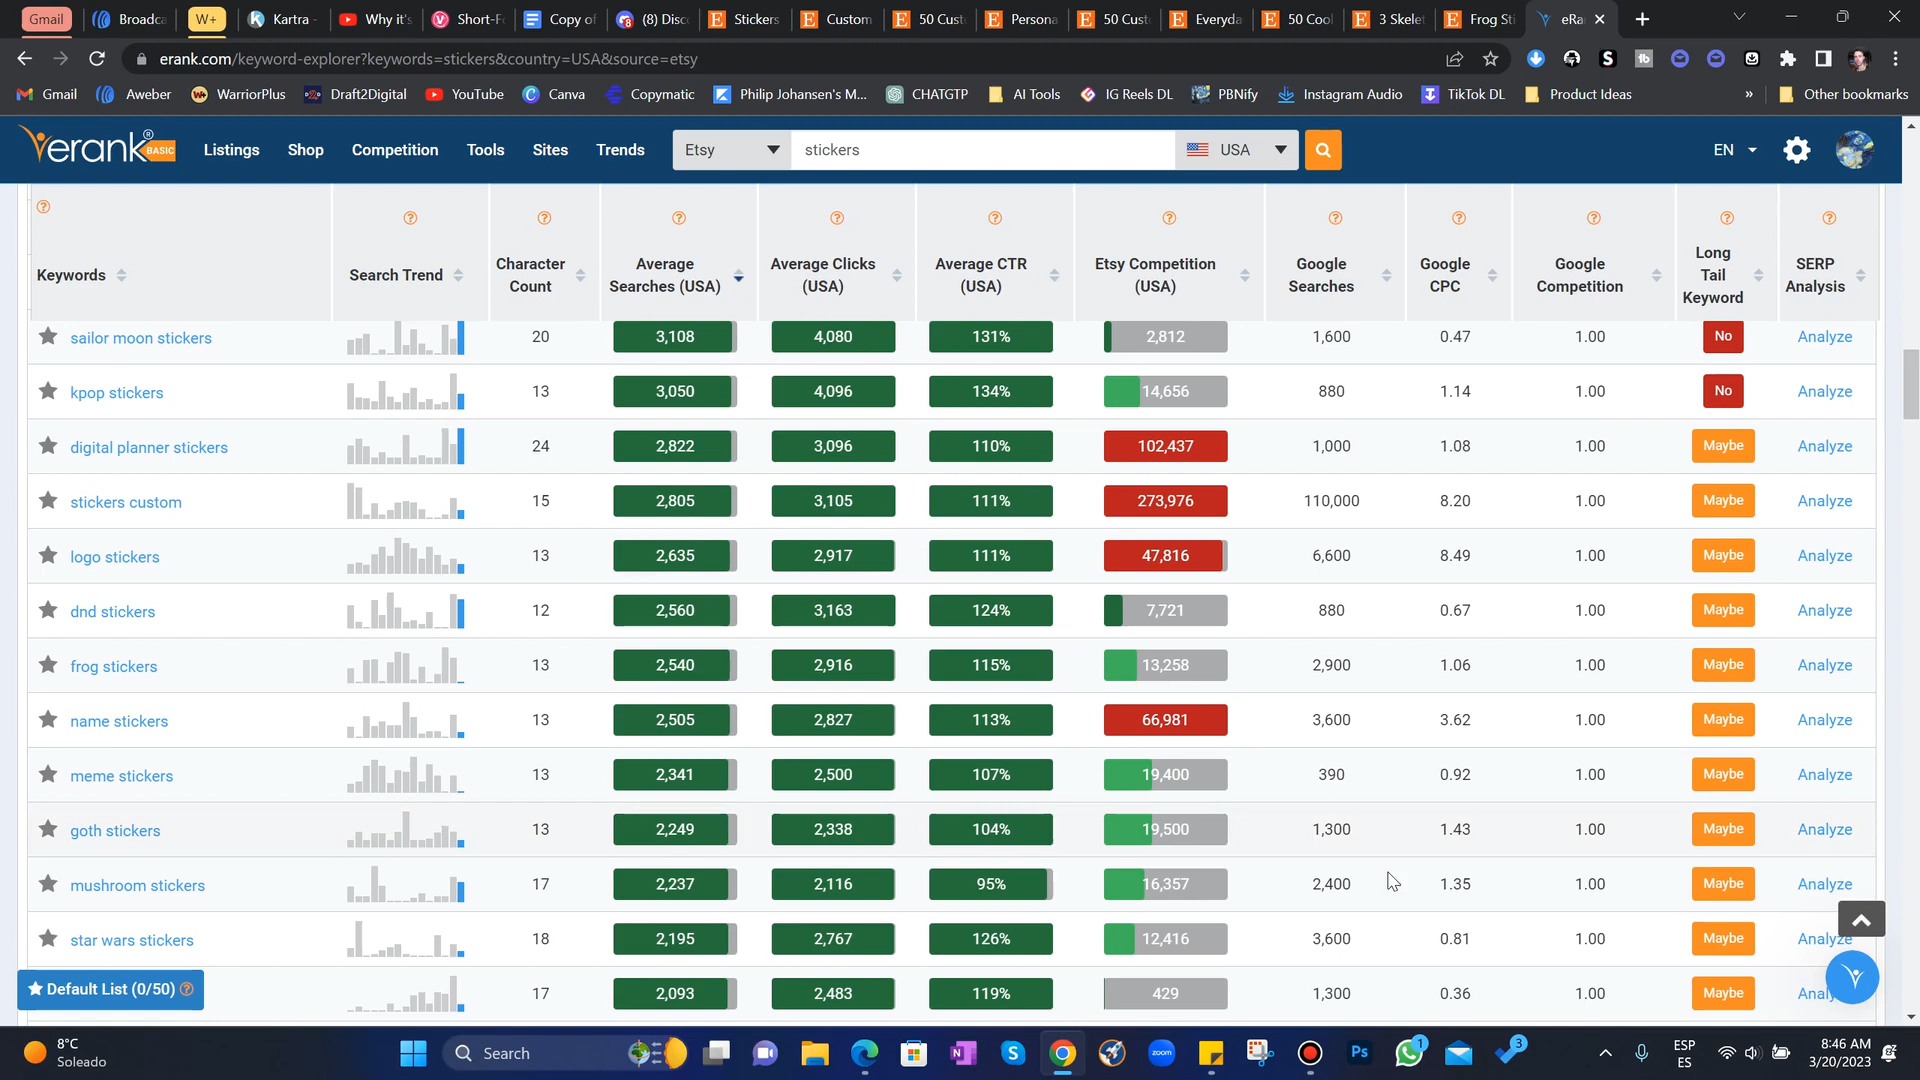 Gmail Broadca W+ Kartra - Why it's Short-F Copy of (8) Disc Stickers Custom 50 Cust Persona 50 Cust Everyda 50 Cool 3 Skelet Frog Sti eRa
erank.com/keyword-explorer?keywords=stickers&country=USA&source=etsy
Gmail Aweber WarriorPlus Draft2Digital YouTube Canva Copymatic Philip Johansen's M... CHATGTP AI Tools IG Reels DL PBNify Instagram Audio TikTok DL Product Ideas » Other bookmarks
erank® BASIC Listings Shop Competition Tools Sites Trends Etsy stickers USA EN
Keywords Search Trend Character Count Average Searches (USA) Average Clicks (USA) Average CTR (USA) Etsy Competition (USA) Google Searches Google CPC Google Competition Long Tail Keyword SERP Analysis
sailor moon stickers 20 3,108 4,080 131% 2,812 1,600 0.47 1.00 No Analyze
kpop stickers 13 3,050 4,096 134% 14,656 880 1.14 1.00 No Analyze
digital planner stickers 24 2,822 3,096 110% 102,437 1,000 1.08 1.00 Maybe Analyze
stickers custom 15 2,805 3,105 111% 273,976 110,000 8.20 1.00 Maybe Analyze
logo stickers 13 2,635 2,917 111% 47,816 6,600 8.49 1.00 Maybe Analyze
dnd stickers 12 2,560 3,163 124% 7,721 880 0.67 1.00 Maybe Analyze
frog stickers 13 2,540 2,916 115% 13,258 2,900 1.06 1.00 Maybe Analyze
name stickers 13 2,505 2,827 113% 66,981 3,600 3.62 1.00 Maybe Analyze
meme stickers 13 2,341 2,500 107% 19,400 390 0.92 1.00 Maybe Analyze
goth stickers 13 2,249 2,338 104% 19,500 1,300 1.43 1.00 Maybe Analyze
mushroom stickers 17 2,237 2,116 95% 16,357 2,400 1.35 1.00 Maybe Analyze
star wars stickers 18 2,195 2,767 126% 12,416 3,600 0.81 1.00 Maybe Analyze
Default List (0/50) 17 2,093 2,483 119% 429 1,300 0.36 1.00 Maybe
8°C
Soleado
Search zoom Ps 1 3
ESP
ES
8:46 AM
3/20/2023